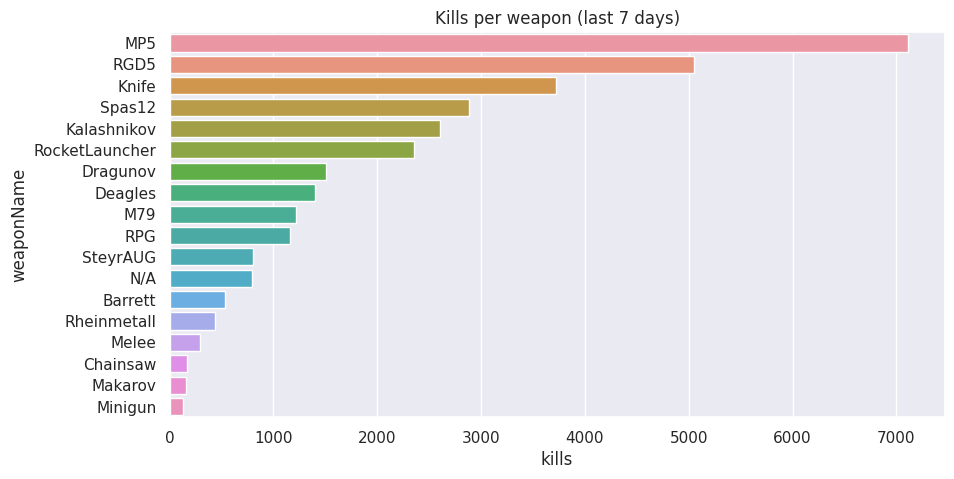 Kills per weapon (last 7 days)
weaponName
MP5
RGD5
Knife
Spas12
Kalashnikov
RocketLauncher
Dragunov
Deagles
M79
RPG
SteyrAUG
N/A
Barrett
Rheinmetall
Melee
Chainsaw
Makarov
Minigun
0 1000 2000 3000 4000 5000 6000 7000
kills